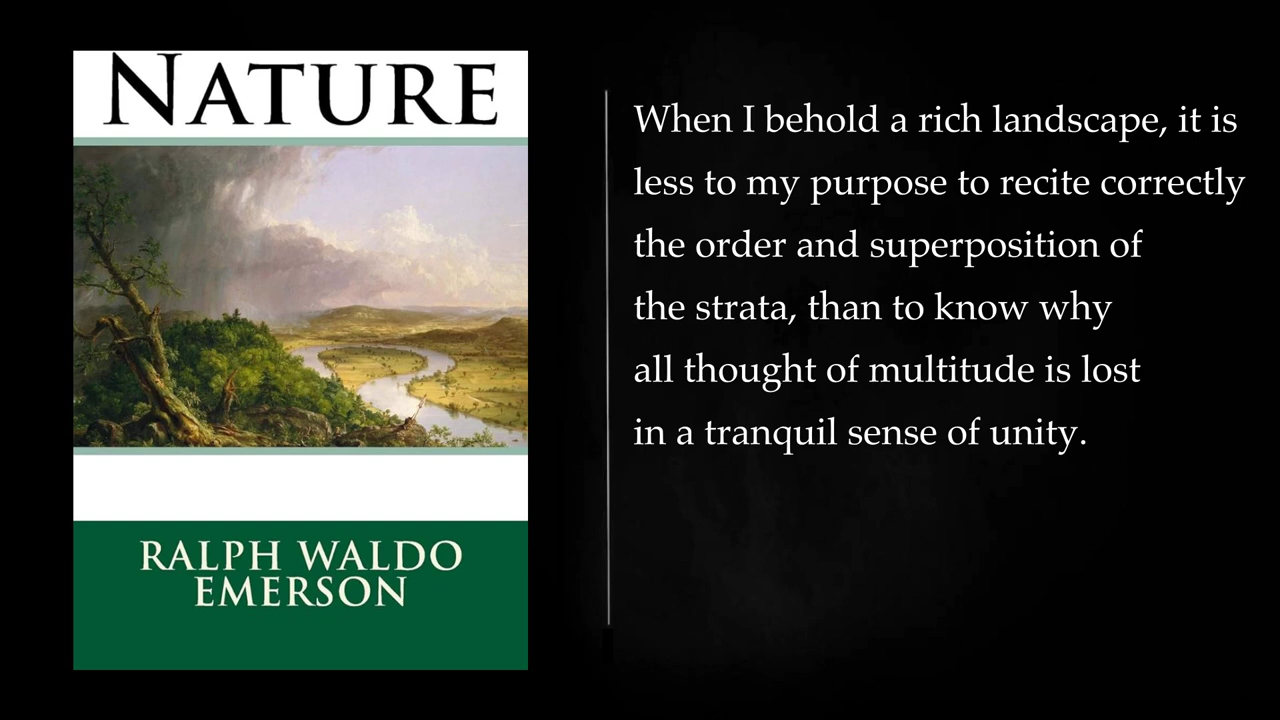 NATURE
RALPH WALDO
EMERSON
When I behold a rich landscape, it is
less to my purpose to recite correctly
the order and superposition of
the strata, than to know why
all thought of multitude is lost
in a tranquil sense of unity.